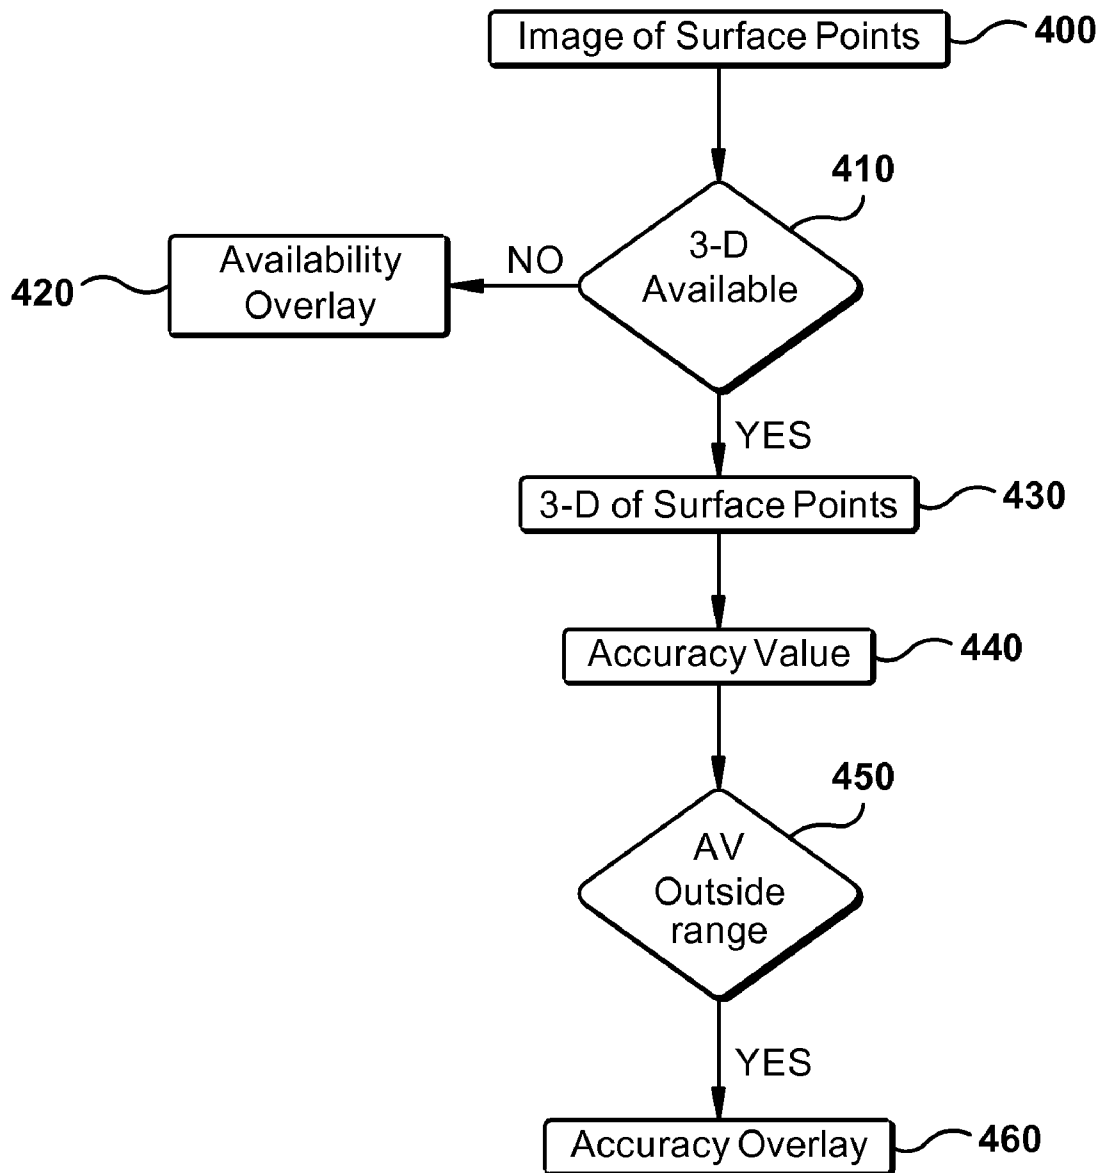 Image of Surface Points
400
410
3-D
Available
NO
Availability
Overlay
420
YES
3-D of Surface Points
430
Accuracy Value
440
450
AV
Outside
range
YES
Accuracy Overlay
460